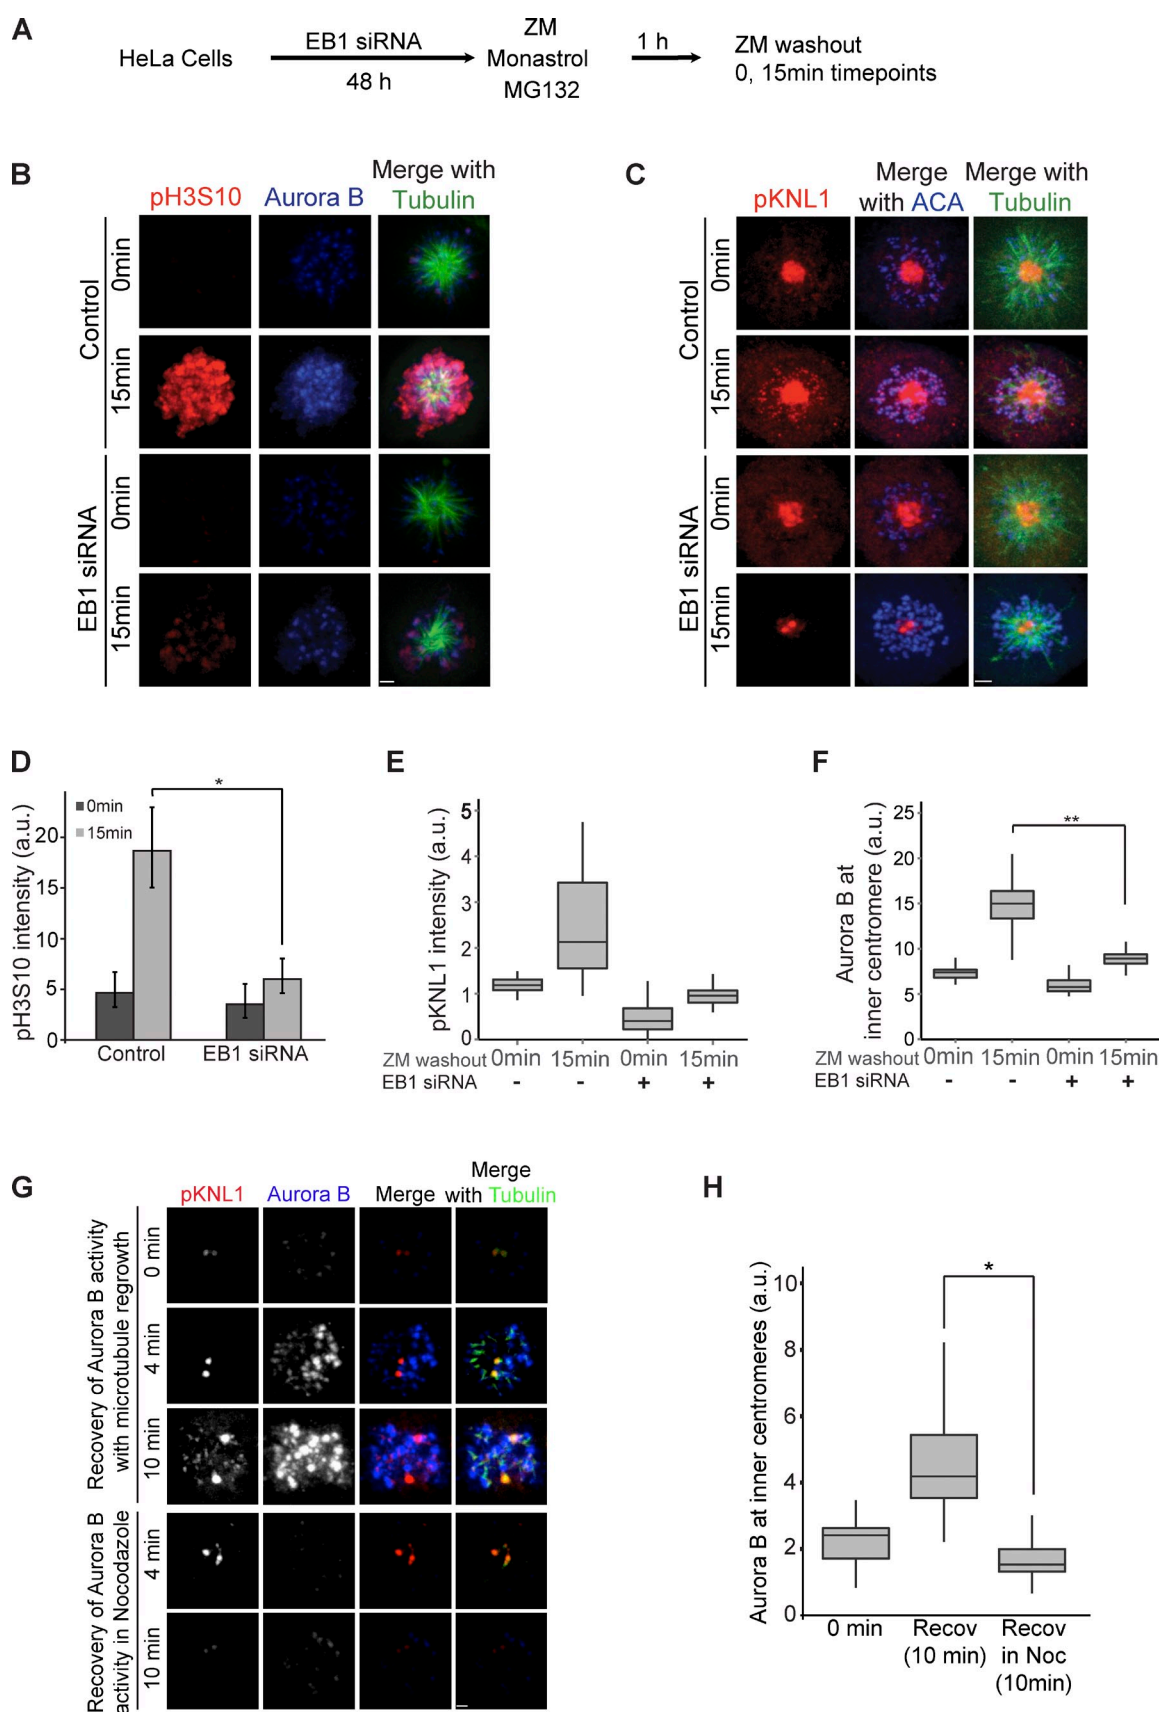 A
HeLa Cells
EB1 siRNA
48 h
ZM
Monastrol
MG132
1 h
ZM washout
0, 15min timepoints
B
pH3S10
Aurora B
Merge with
Tubulin
Control
0min
15min
EB1 siRNA
0min
15min
C
pKNL1
Merge
with ACA
Merge with
Tubulin
Control
0min
15min
EB1 siRNA
0min
15min
D
pH3S10 intensity (a.u.)
20
15
10
5
0
0min
15min
*
Control
EB1 siRNA
E
pKNL1 intensity (a.u.)
5
4
3
2
1
0
ZM washout 0min 15min 0min 15min
EB1 siRNA - - + +
F
Aurora B at
inner centromere (a.u.)
25
20
15
10
5
0
**
ZM washout 0min 15min 0min 15min
EB1 siRNA - - + +
G
pKNL1
Aurora B
Merge
Merge
with Tubulin
Recovery of Aurora B activity
with microtubule regrowth
0 min
4 min
10 min
Recovery of Aurora B
activity in Nocodazole
4 min
10 min
H
Aurora B at inner centromeres (a.u.)
10
8
6
4
2
0
*
0 min
Recov
(10 min)
Recov
in Noc
(10min)